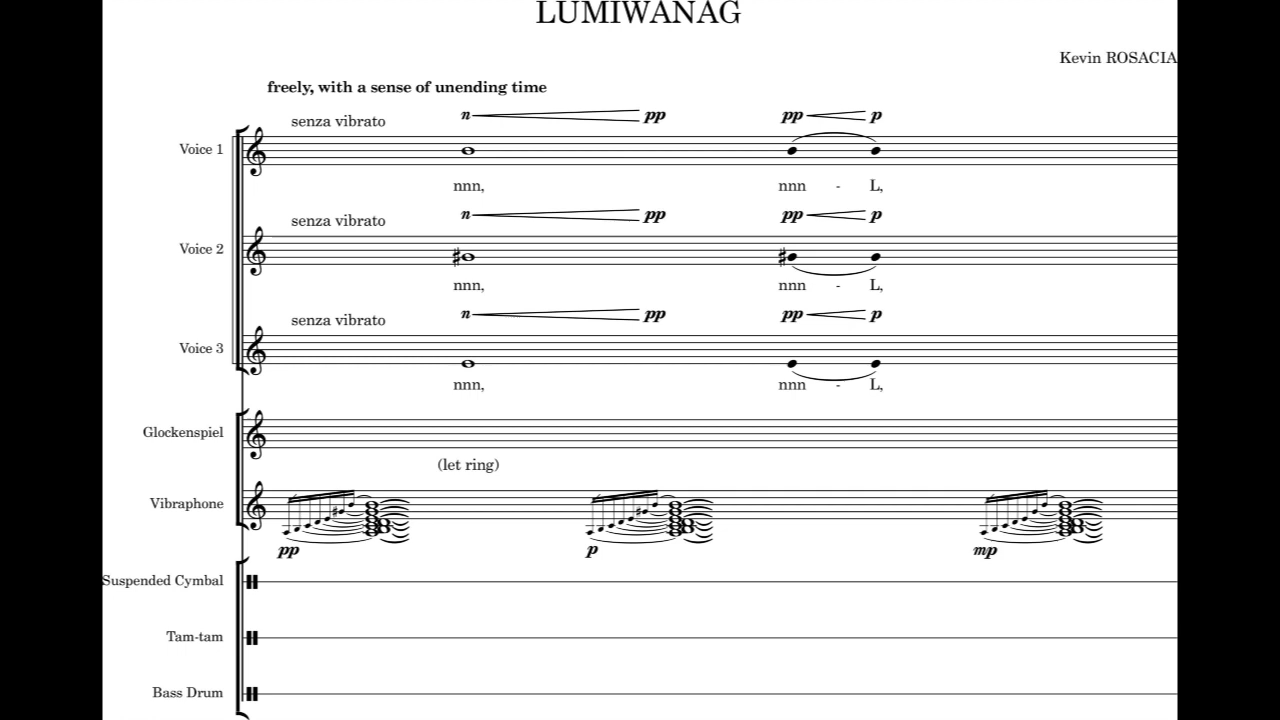 LUMIWANAG
Kevin ROSACIA
freely, with a sense of unending time
n pp pp p
senza vibrato
Voice 1
nnn, nnn - L,
n pp pp p
senza vibrato
Voice 2
nnn, nnn - L,
n pp pp p
senza vibrato
Voice 3
nnn, nnn - L,
Glockenspiel
(let ring)
Vibraphone
pp p mp
Suspended Cymbal
Tam-tam
Bass Drum